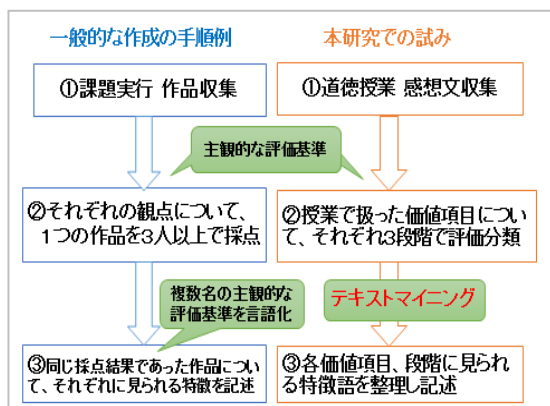 一般的な作成の手順例
本研究での試み
①課題実行 作品収集
①道徳授業 感想文収集
主観的な評価基準
②それぞれの観点について、
1つの作品を3人以上で採点
②授業で扱った価値項目につい
て、それぞれ3段階で評価分類
複数名の主観的な
評価基準を言語化
テキストマイニング
③同じ採点結果であった作品につい
て、それぞれに見られる特徴を記述
③各価値項目、段階に見られ
る特徴語を整理し記述